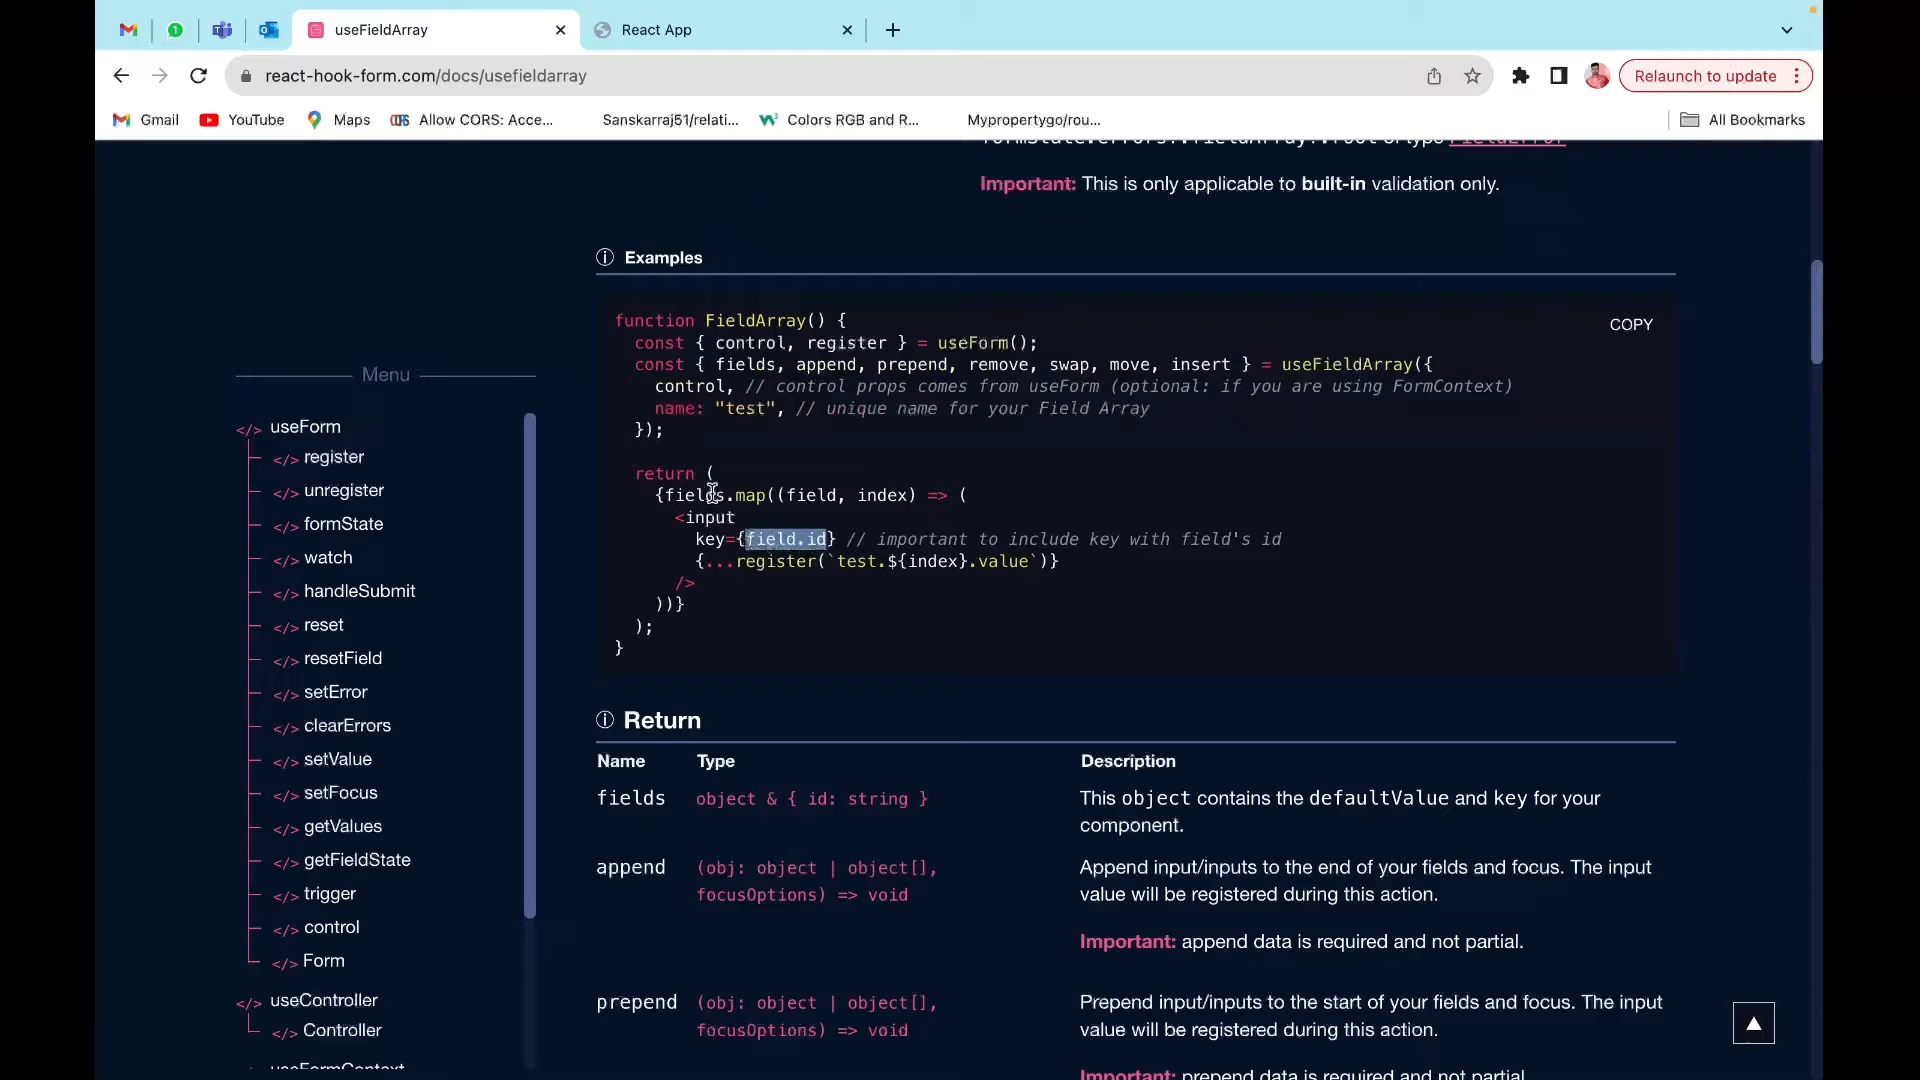 useFieldArray
React App
react-hook-form.com/docs/usefieldarray
Relaunch to update
Gmail
YouTube
Maps
Allow CORS: Acce...
Sanskarraj51/relati...
Colors RGB and R...
Mypropertygo/rou...
All Bookmarks
Important: This is only applicable to built-in validation only.
Examples
COPY
function FieldArray() {
const { control, register } = useForm();
const { fields, append, prepend, remove, swap, move, insert } = useFieldArray({
control, // control props comes from useForm (optional: if you are using FormContext)
name: "test", // unique name for your Field Array
});
return (
{fields.map((field, index) => (
<input
key={field.id} // important to include key with field's id
{...register(`test.${index}.value`)}
/>
))}
);
}
Menu
</> useForm
</> register
</> unregister
</> formState
</> watch
</> handleSubmit
</> reset
</> resetField
</> setError
</> clearErrors
</> setValue
</> setFocus
</> getValues
</> getFieldState
</> trigger
</> control
</> Form
</> useController
</> Controller
useFormContext
Return
Name Type Description
fields object & { id: string } This object contains the defaultValue and key for your
component.
append (obj: object | object[], Append input/inputs to the end of your fields and focus. The input
focusOptions) => void value will be registered during this action.
Important: append data is required and not partial.
prepend (obj: object | object[], Prepend input/inputs to the start of your fields and focus. The input
focusOptions) => void value will be registered during this action.
Important: prepend data is required and not partial